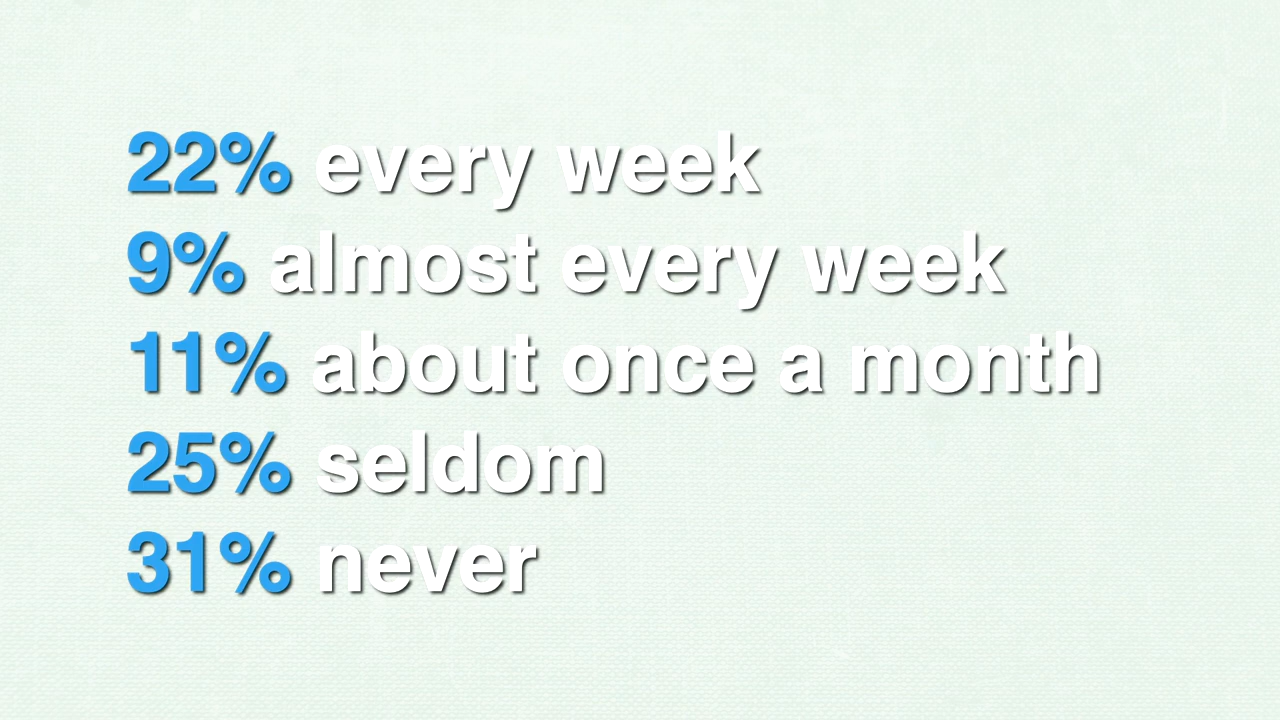 22% every week
9% almost every week
11% about once a month
25% seldom
31% never